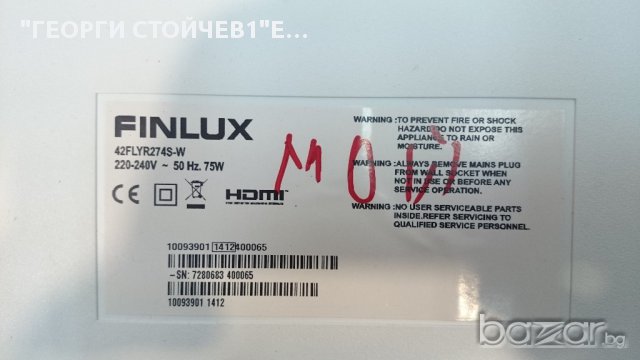 "ГЕОРГИ СТОЙЧЕВ1" Е...
FINLUX
42FLYR274S-W
220-240V ~ 50 Hz. 75W
CE HDMI
WARNING :TO PREVENT FIRE OR SHOCK
HAZARD,DO NOT EXPOSE THIS
APPLIANCE TO RAIN OR
MOISTURE.
WARNING :ALWAYS REMOVE MAINS PLUG
FROM WALL SOCKET WHEN
NOT IN USE OR BEFORE ANY
SERVICE OPERATION.
WARNING :NO USER SERVICEABLE PARTS
INSIDE.REFER SERVICING TO
QUALIFIED SERVICE PERSONNEL.
10093901 1412 400065
-SN: 7280683 400065
10093901 1412
bazar.bg